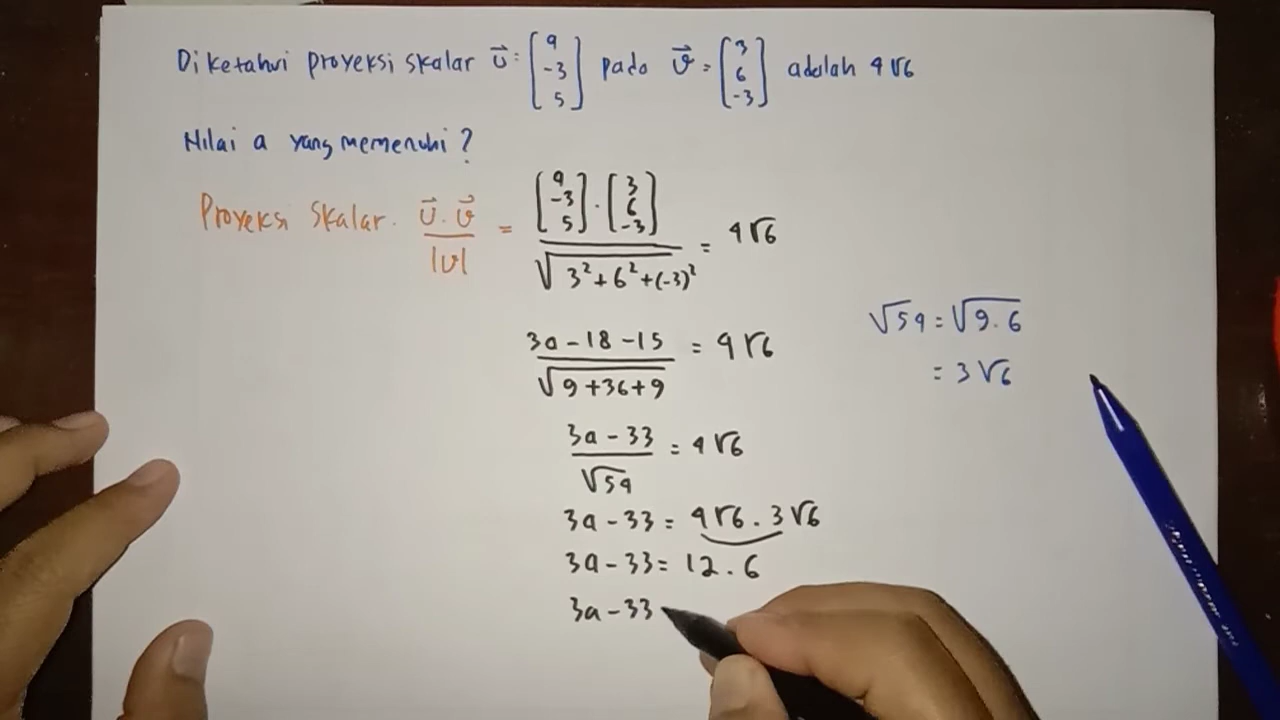 Diketahui proyeksi skalar u⃗ = [a -3 5] pada v⃗ = [3 6 -3] adalah 4√6
Nilai a yang memenuhi?
Proyeksi Skalar. u⃗.v⃗ / |v| = [a -3 5] . [3 6 -3] / √3²+6²+(-3)² = 4√6
3a - 18 - 15 / √9+36+9 = 4√6
√54 = √9.6
= 3√6
3a - 33 / √54 = 4√6
3a - 33 = 4√6 . 3√6
3a - 33 = 12 . 6
3a - 33